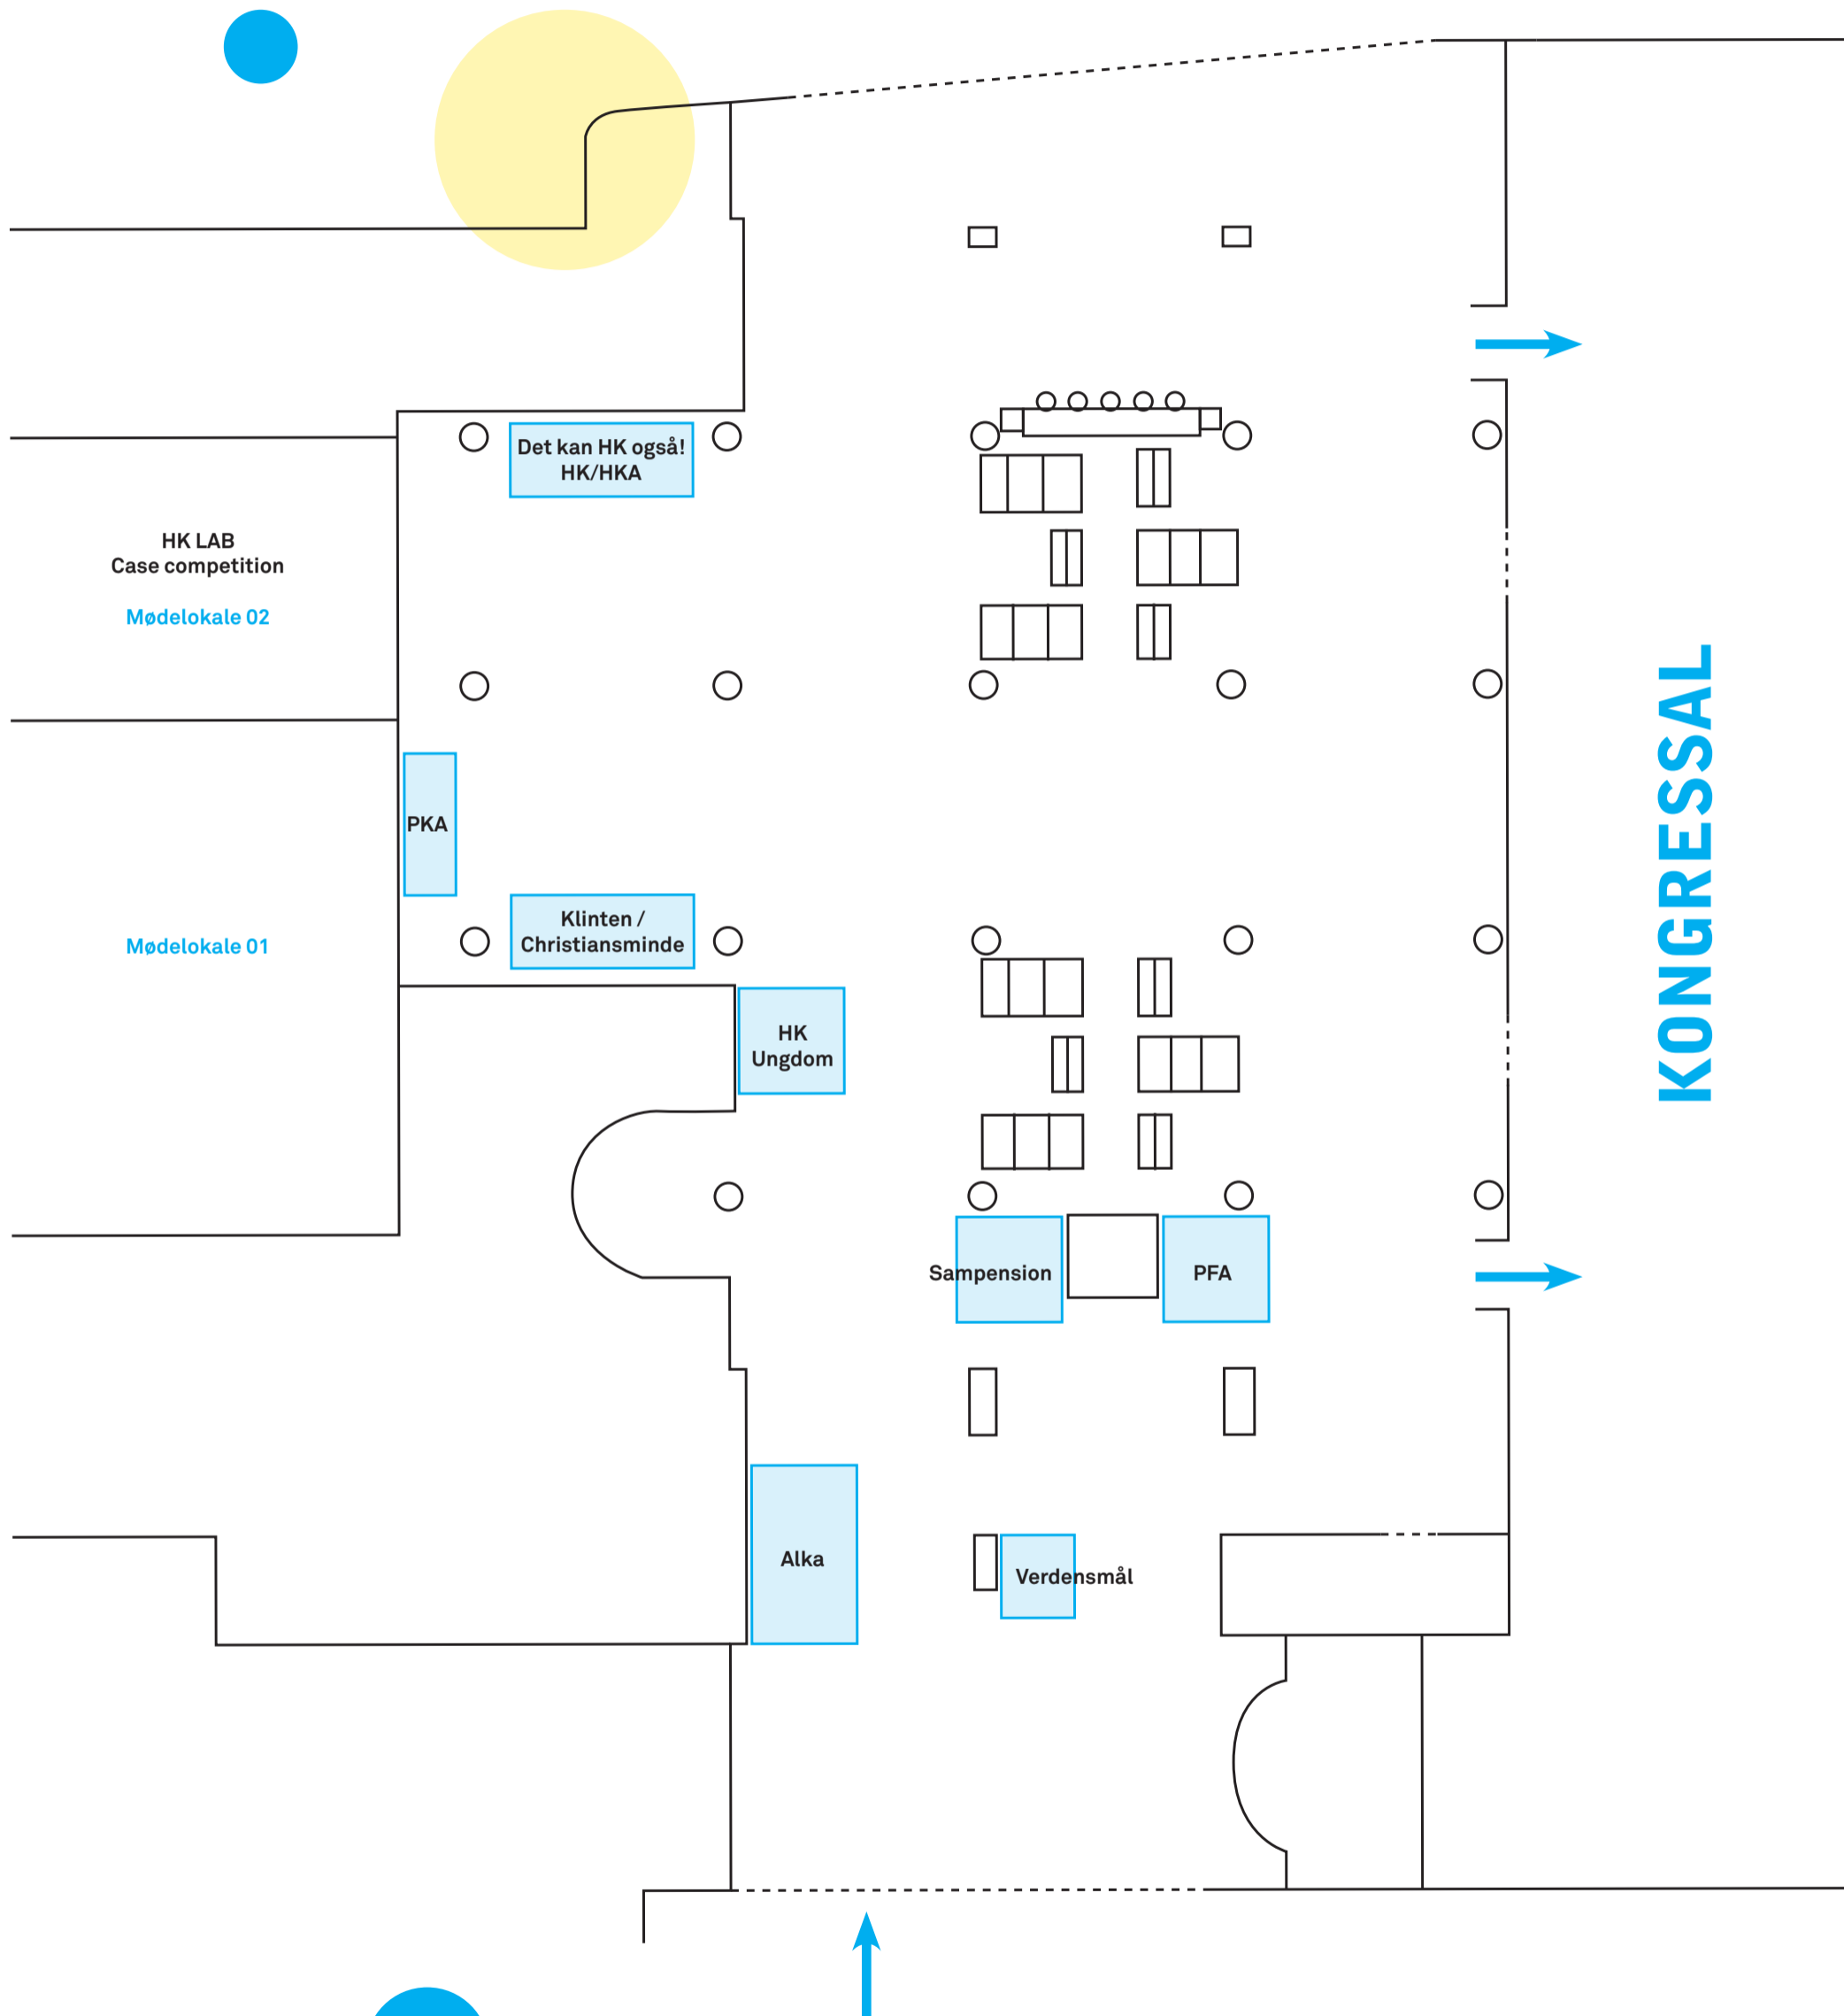 Det kan HK også!
HK/HKA
HK LAB
Case competition
Mødelokale 02
PKA
Klinten /
Christiansminde
Mødelokale 01
HK
Ungdom
KONGRESSAL
Sampension
PFA
Alka
Verdensmål